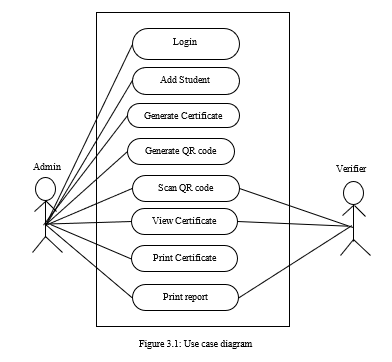 Login
Add Student
Generate Certificate
Generate QR code
Admin
Verifier
Scan QR code
View Certificate
Print Certificate
Print report
Figure 3.1: Use case diagram